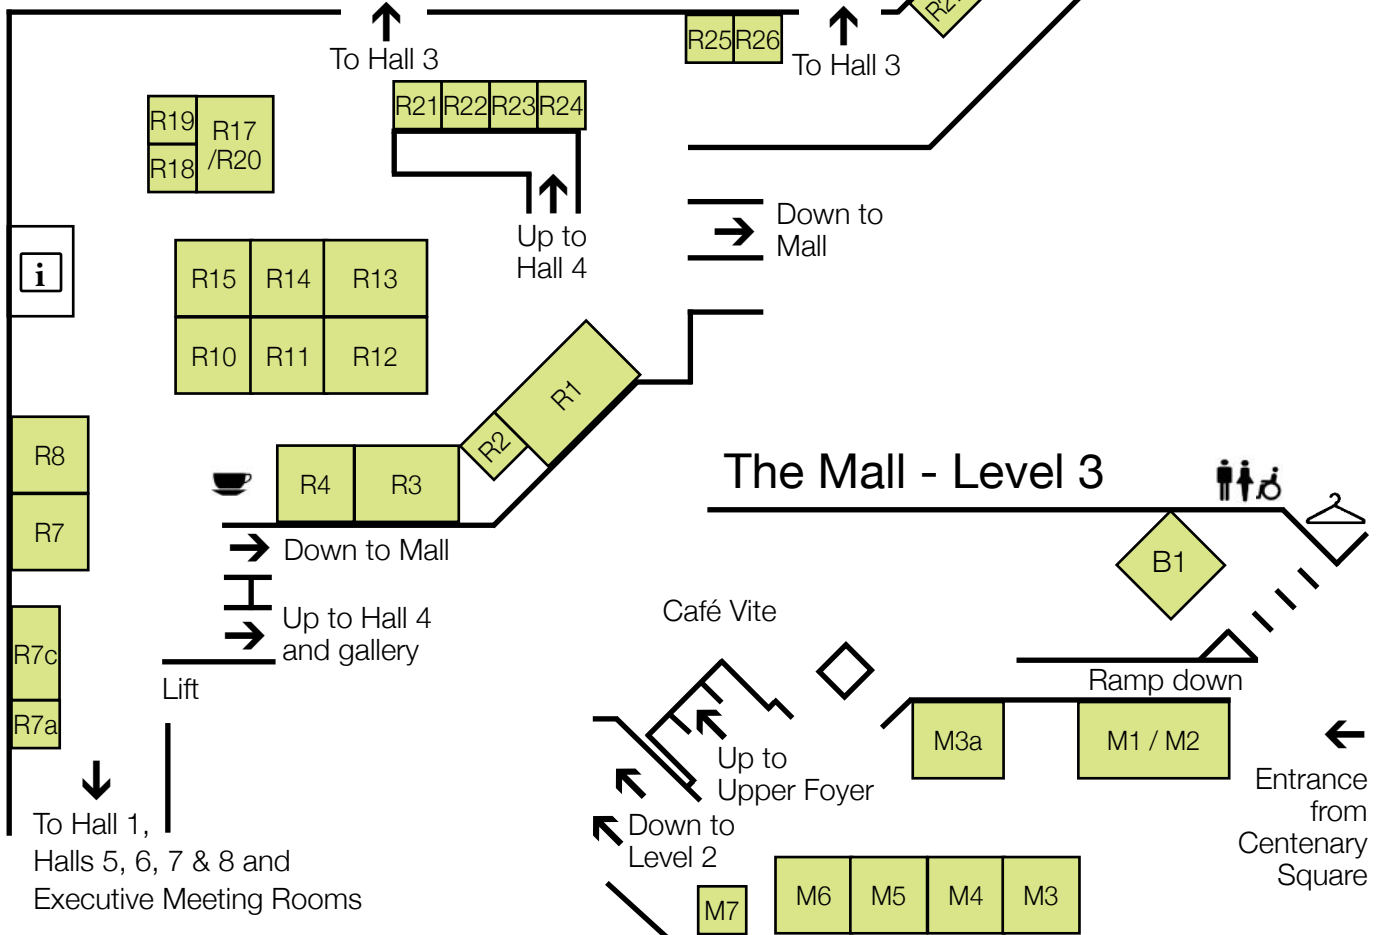 R27
To Hall 3
R25
R26
To Hall 3
R21
R22
R23
R24
R19
R17
/R20
R18
Down to
Mall
Up to
Hall 4
i
R15
R14
R13
R10
R11
R12
R1
R2
R8
R4
R3
The Mall - Level 3
R7
Down to Mall
B1
Up to Hall 4
and gallery
Café Vite
R7c
Lift
Ramp down
R7a
M3a
M1 / M2
Up to
Upper Foyer
Entrance
from
Centenary
Square
To Hall 1,
Halls 5, 6, 7 & 8 and
Executive Meeting Rooms
Down to
Level 2
M6
M5
M4
M3
M7